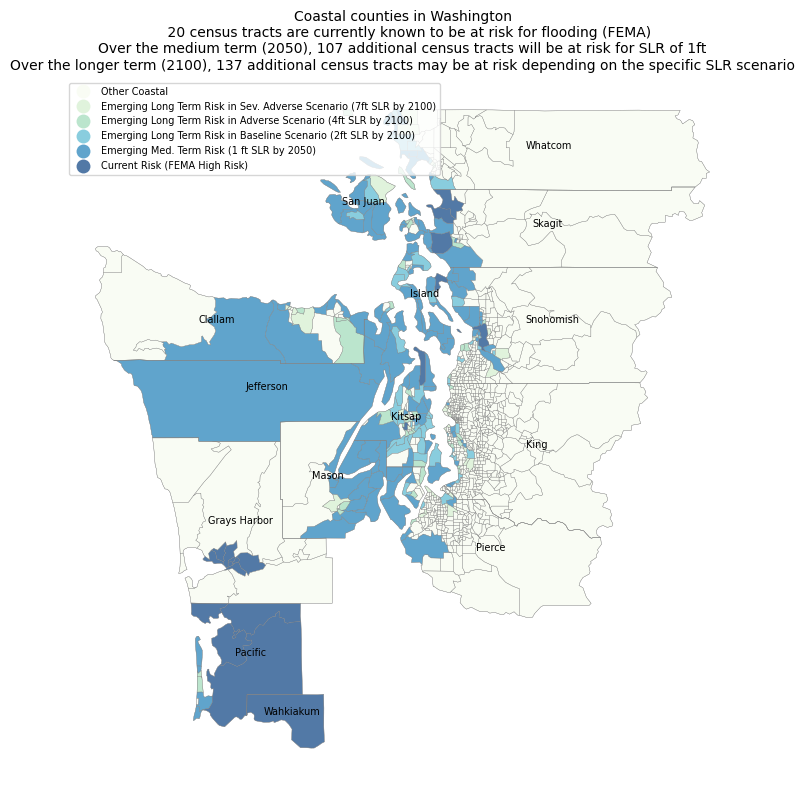 Coastal counties in Washington
20 census tracts are currently known to be at risk for flooding (FEMA)
Over the medium term (2050), 107 additional census tracts will be at risk for SLR of 1ft
Over the longer term (2100), 137 additional census tracts may be at risk depending on the specific SLR scenario
Other Coastal
Emerging Long Term Risk in Sev. Adverse Scenario (7ft SLR by 2100)
Emerging Long Term Risk in Adverse Scenario (4ft SLR by 2100)
Emerging Long Term Risk in Baseline Scenario (2ft SLR by 2100)
Emerging Med. Term Risk (1 ft SLR by 2050)
Current Risk (FEMA High Risk)
Whatcom
San Juan
Skagit
Island
Clallam
Snohomish
Jefferson
Kitsap
King
Mason
Grays Harbor
Pierce
Pacific
Wahkiakum